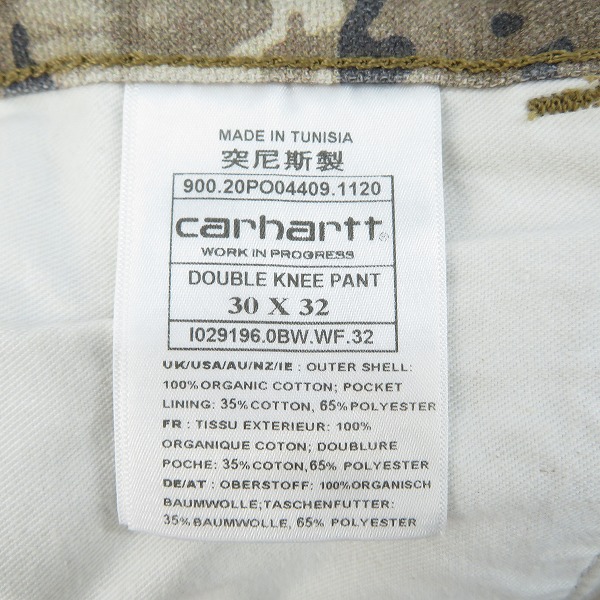 MADE IN TUNISIA
突尼斯製
900.20PO04409.1120
carhartt®
WORK IN PROGRESS
DOUBLE KNEE PANT
30 X 32
I029196.0BW.WF.32
UK/USA/AU/NZ/IE : OUTER SHELL:
100% ORGANIC COTTON; POCKET
LINING: 35% COTTON, 65% POLYESTER
FR : TISSU EXTERIEUR: 100%
ORGANIQUE COTON; DOUBLURE
POCHE: 35% COTON, 65% POLYESTER
DE/AT : OBERSTOFF: 100% ORGANISCH
BAUMWOLLE;TASCHENFUTTER:
35% BAUMWOLLE, 65% POLYESTER